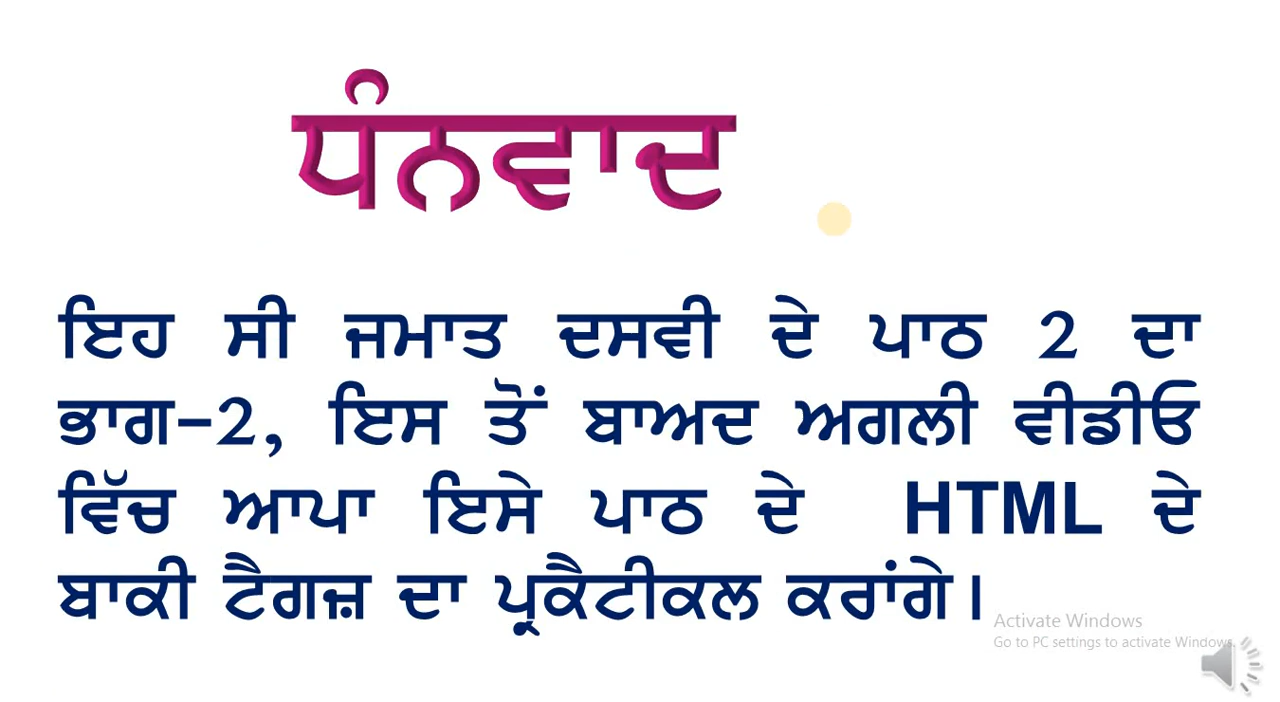 ਧੰਨਵਾਦ
ਇਹ ਸੀ ਜਮਾਤ ਦਸਵੀ ਦੇ ਪਾਠ 2 ਦਾ
ਭਾਗ-2, ਇਸ ਤੋਂ ਬਾਅਦ ਅਗਲੀ ਵੀਡੀਓ
ਵਿੱਚ ਆਪਾ ਇਸੇ ਪਾਠ ਦੇ HTML ਦੇ
ਬਾਕੀ ਟੈਗਜ਼ ਦਾ ਪ੍ਰਕੈਟੀਕਲ ਕਰਾਂਗੇ।
Activate Windows
Go to PC settings to activate Windows.